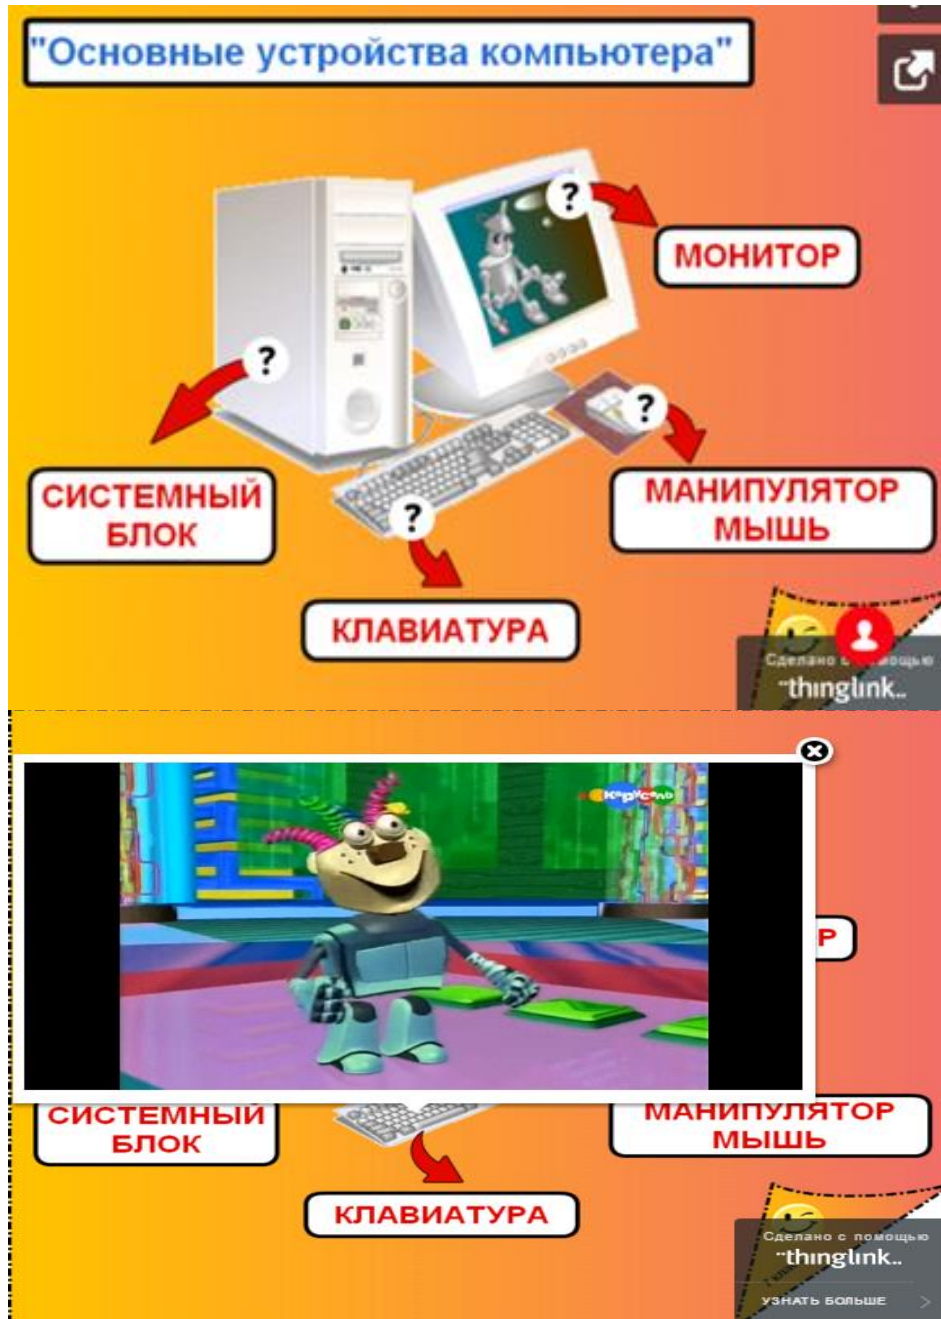 "Основные устройства компьютера"
?
МОНИТОР
?
?
СИСТЕМНЫЙ
БЛОК
МАНИПУЛЯТОР
МЫШЬ
?
КЛАВИАТУРА
Сделано с помощью
thinglink..
Карусель
Р
СИСТЕМНЫЙ
БЛОК
МАНИПУЛЯТОР
МЫШЬ
КЛАВИАТУРА
Сделано с помощью
thinglink..
УЗНАТЬ БОЛЬШЕ